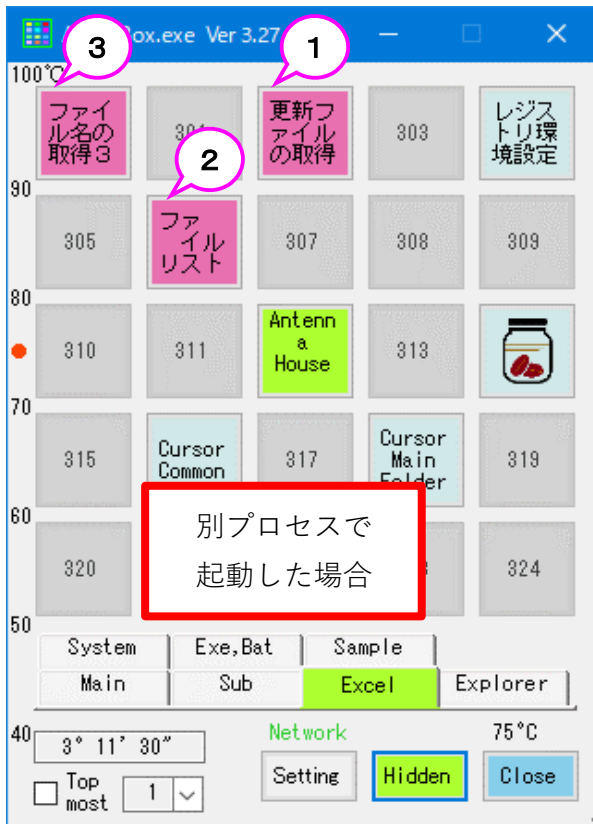 ox.exe Ver 3.27
3
1
100°C
ファイ
ル名の
取得3
更新フ
ァイル
の取得
303
レジス
トリ環
境設定
2
90
305
ファ
イル
リスト
307
308
309
80
310
311
Antenn
a
House
313
70
315
Cursor
Common
317
Cursor
Main
Folder
319
60
別プロセスで
起動した場合
320
324
50
System
Exe,Bat
Sample
Main
Sub
Excel
Explorer
40
3° 11′ 30″
Network
75°C
Top
most
1
Setting
Hidden
Close